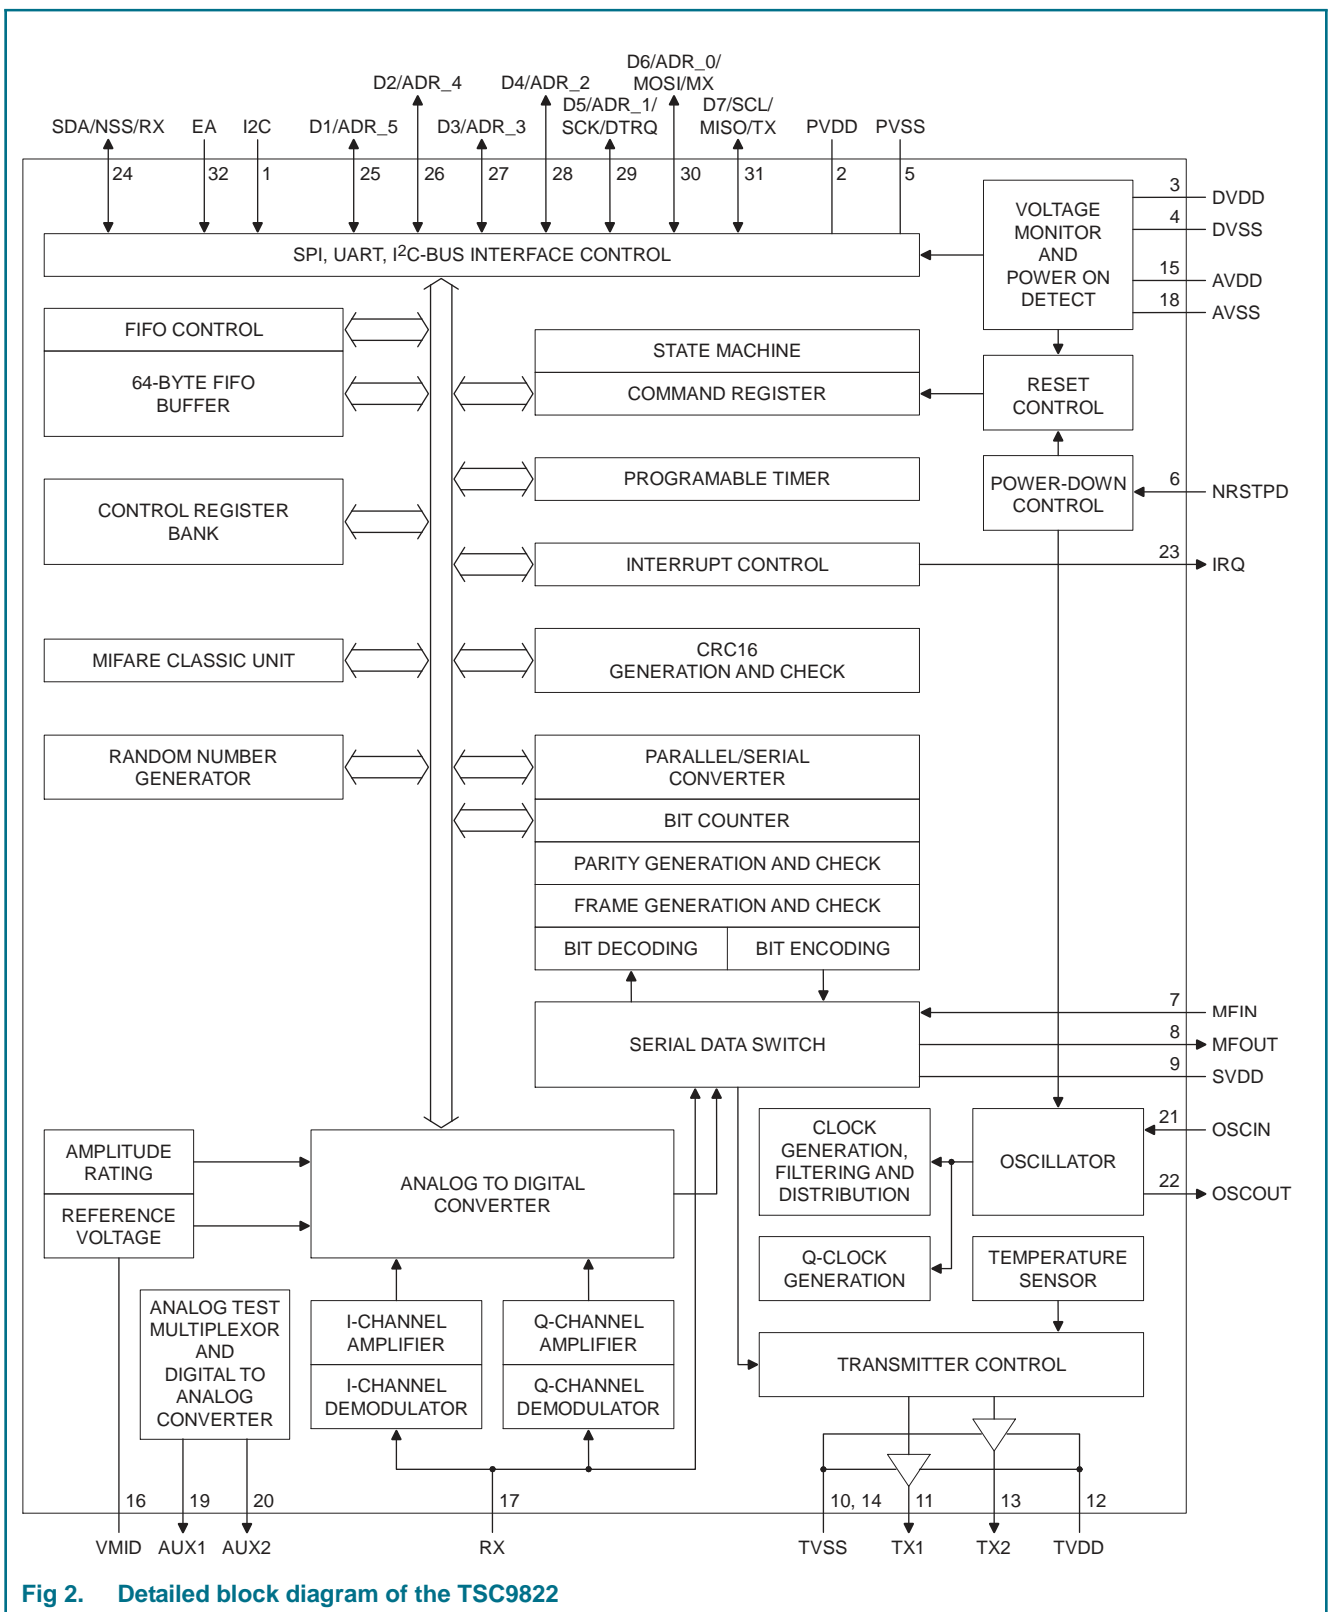 D6/ADR_0/
D2/ADR_4 D4/ADR_2 MOSI/MX
D5/ADR_1/ D7/SCL/
SDA/NSS/RX EA I2C D1/ADR_5 D3/ADR_3 SCK/DTRQ MISO/TX PVDD PVSS
24 32 1 25 26 27 28 29 30 31 2 5
SPI, UART, I2C-BUS INTERFACE CONTROL
VOLTAGE
MONITOR
AND
POWER ON
DETECT
3 DVDD
4 DVSS
15 AVDD
18 AVSS
FIFO CONTROL
64-BYTE FIFO
BUFFER
STATE MACHINE
COMMAND REGISTER
RESET
CONTROL
CONTROL REGISTER
BANK
PROGRAMABLE TIMER
POWER-DOWN
CONTROL
6 NRSTPD
INTERRUPT CONTROL
23 IRQ
MIFARE CLASSIC UNIT
CRC16
GENERATION AND CHECK
RANDOM NUMBER
GENERATOR
PARALLEL/SERIAL
CONVERTER
BIT COUNTER
PARITY GENERATION AND CHECK
FRAME GENERATION AND CHECK
BIT DECODING BIT ENCODING
SERIAL DATA SWITCH
7 MFIN
8 MFOUT
9 SVDD
AMPLITUDE
RATING
REFERENCE
VOLTAGE
ANALOG TO DIGITAL
CONVERTER
CLOCK
GENERATION,
FILTERING AND
DISTRIBUTION
OSCILLATOR
21 OSCIN
22 OSCOUT
Q-CLOCK
GENERATION
TEMPERATURE
SENSOR
ANALOG TEST
MULTIPLEXOR
AND
DIGITAL TO
ANALOG
CONVERTER
I-CHANNEL
AMPLIFIER
I-CHANNEL
DEMODULATOR
Q-CHANNEL
AMPLIFIER
Q-CHANNEL
DEMODULATOR
TRANSMITTER CONTROL
16 19 20 17 10, 14 11 13 12
VMID AUX1 AUX2 RX TVSS TX1 TX2 TVDD
Fig 2. Detailed block diagram of the TSC9822